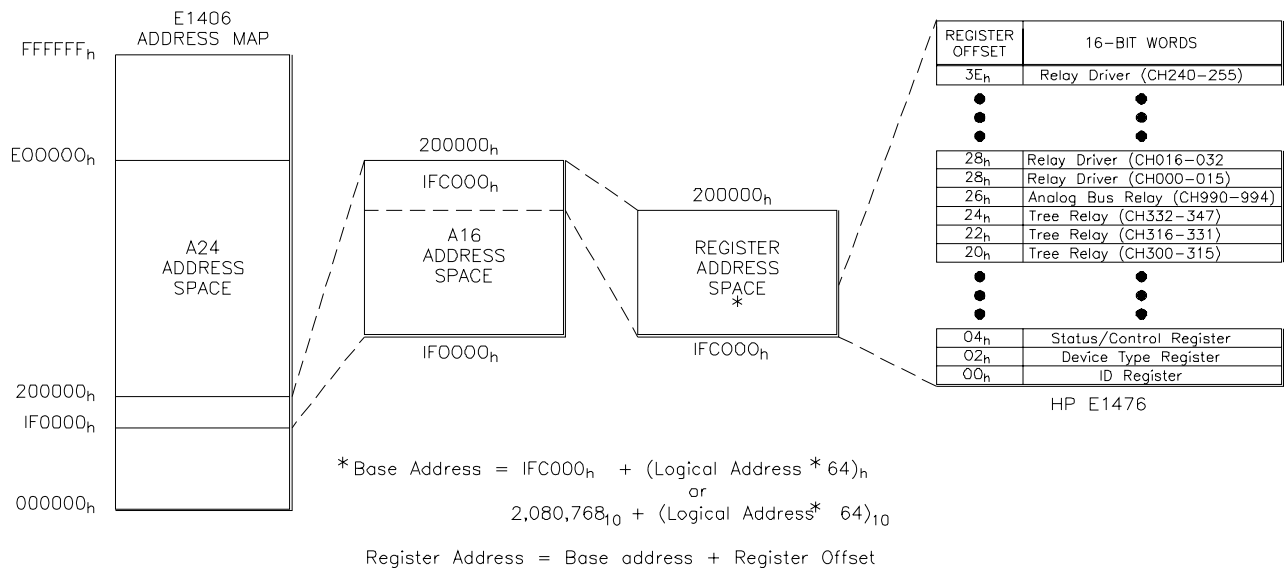 E1406
ADDRESS MAP
FFFFFFh
E00000h
A24
ADDRESS
SPACE
200000h
IF0000h
000000h
200000h
IFC000h
A16
ADDRESS
SPACE
IF0000h
200000h
REGISTER
ADDRESS
SPACE
*
IFC000h
REGISTER OFFSET 16-BIT WORDS
3Eh Relay Driver (CH240-255)
28h Relay Driver (CH016-032
28h Relay Driver (CH000-015)
26h Analog Bus Relay (CH990-994)
24h Tree Relay (CH332-347)
22h Tree Relay (CH316-331)
20h Tree Relay (CH300-315)
04h Status/Control Register
02h Device Type Register
00h ID Register
HP E1476
*Base Address = IFC000h + (Logical Address * 64)h
or
2,080,76810 + (Logical Address* 64)10
Register Address = Base address + Register Offset